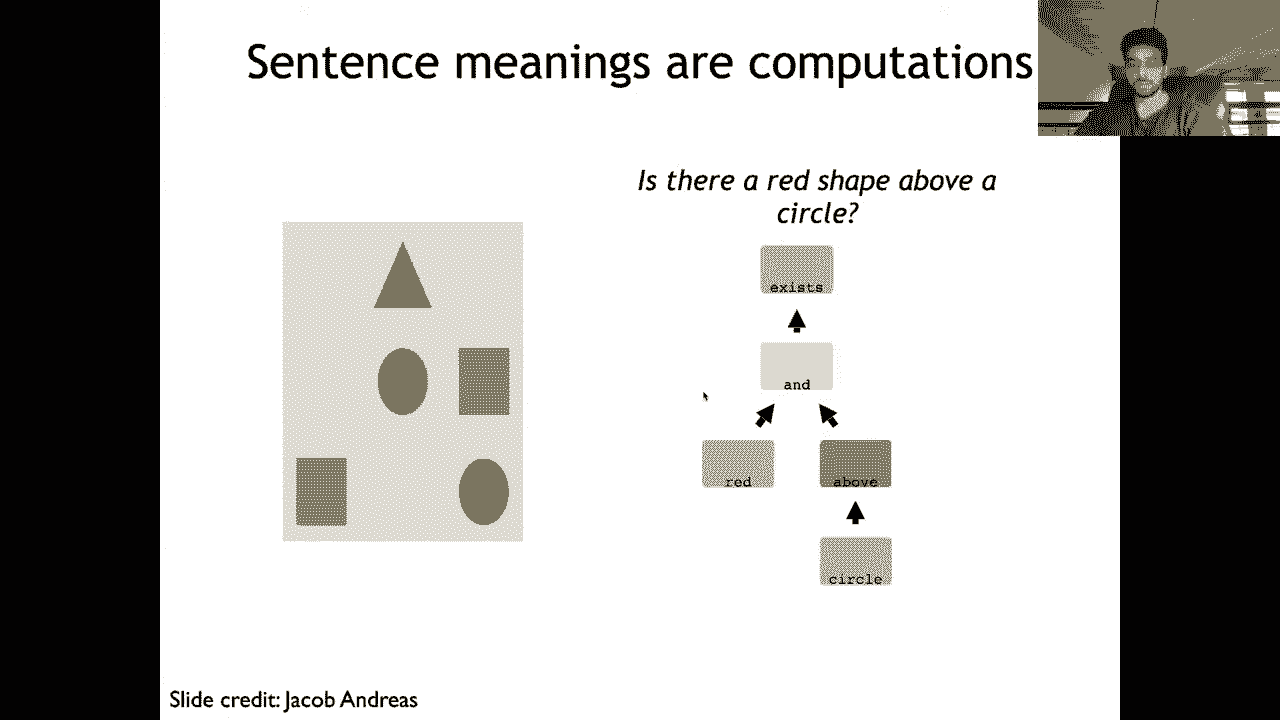 Sentence meanings are computations
Is there a red shape above a
circle?
exists
and
red
above
circle
Slide credit: Jacob Andreas